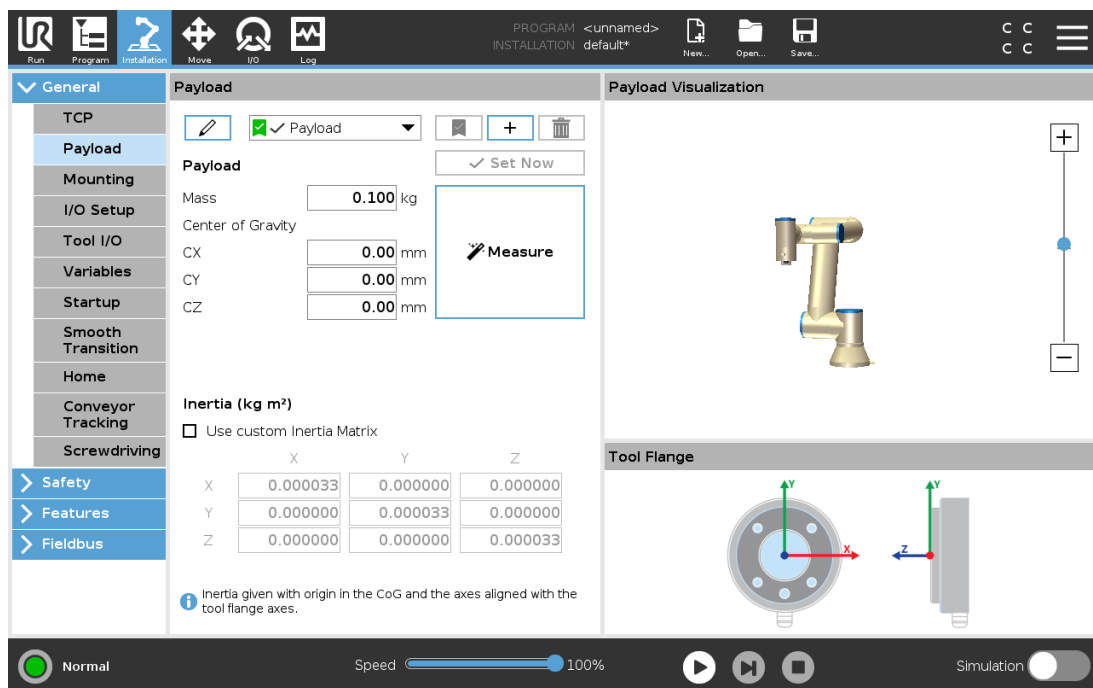 PROGRAM <unnamed>
INSTALLATION default*
C C
C C
UR
Run
Program
Installation
Move
I/O
Log
New...
Open...
Save...
General
TCP
Payload
Mounting
I/O Setup
Tool I/O
Variables
Startup
Smooth
Transition
Home
Conveyor
Tracking
Screwdriving
Safety
Features
Fieldbus
Payload
Payload
Payload
Set Now
Mass 0.100 kg
Center of Gravity
CX 0.00 mm
CY 0.00 mm
CZ 0.00 mm
Measure
Inertia (kg m²)
Use custom Inertia Matrix
X Y Z
X 0.000033 0.000000 0.000000
Y 0.000000 0.000033 0.000000
Z 0.000000 0.000000 0.000033
Inertia given with origin in the CoG and the axes aligned with the
tool flange axes.
Payload Visualization
Tool Flange
Y
X
Y
Z
Normal
Speed 100%
Simulation